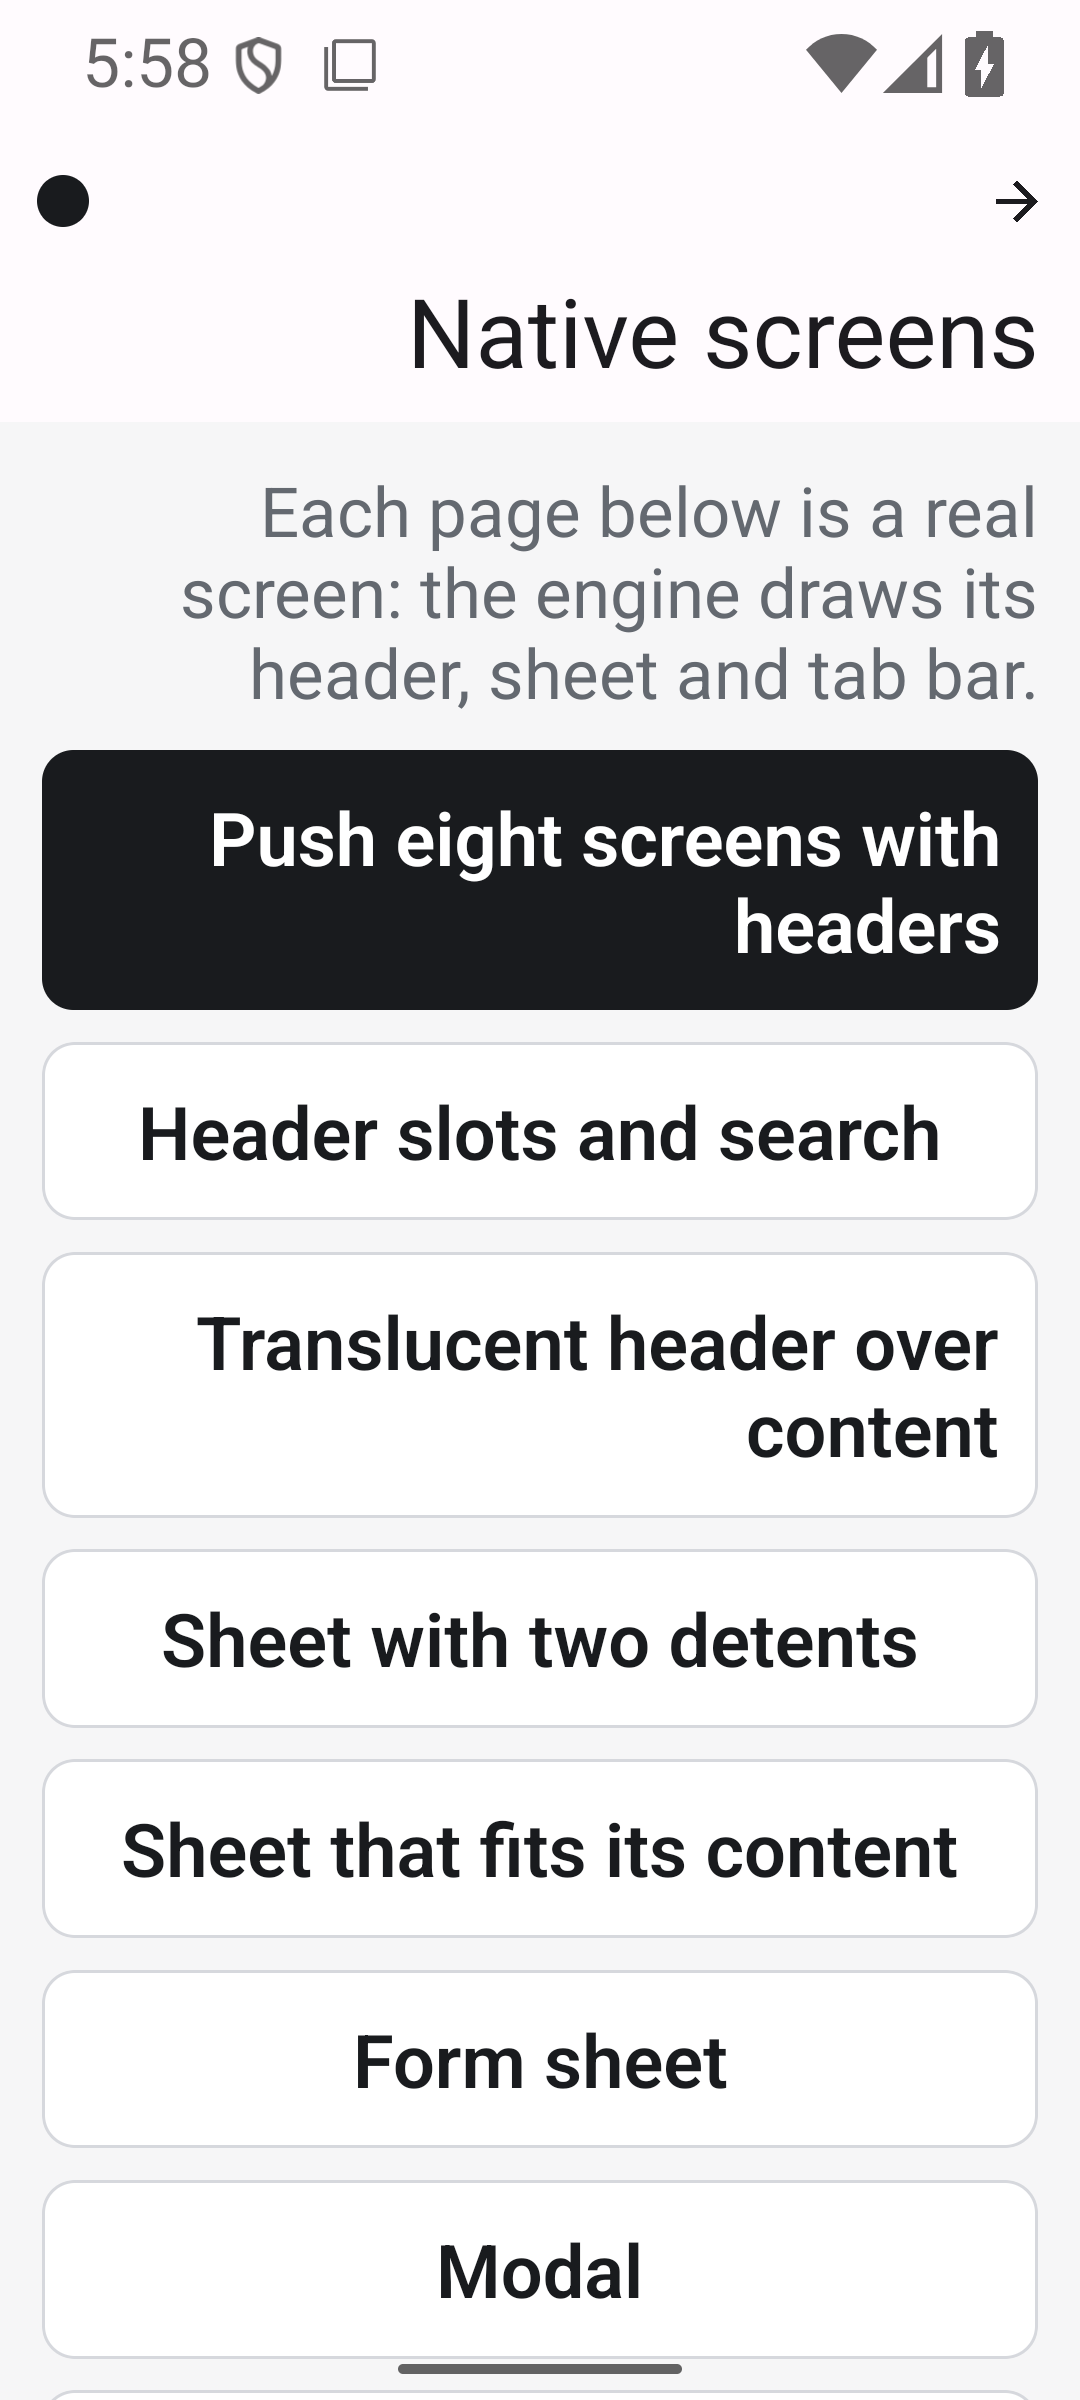 5:58
Native screens
Each page below is a real
screen: the engine draws its
header, sheet and tab bar.
Push eight screens with
headers
Header slots and search
Translucent header over
content
Sheet with two detents
Sheet that fits its content
Form sheet
Modal